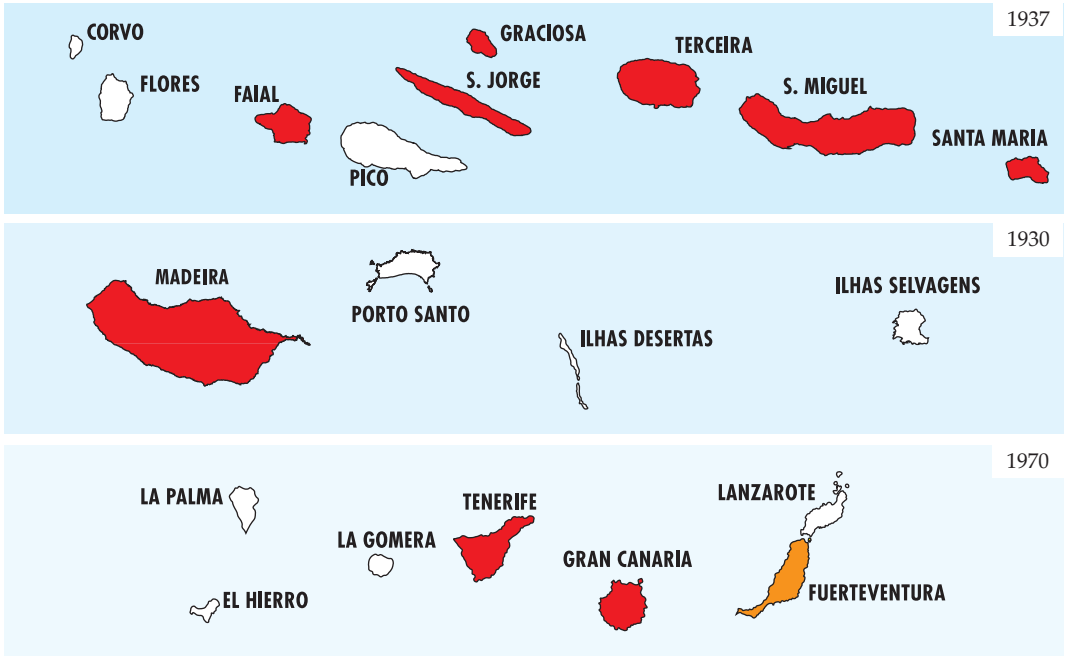 1937
CORVO
FLORES
FAIAL
PICO
GRACIOSA
S. JORGE
TERCEIRA
S. MIGUEL
SANTA MARIA
1930
MADEIRA
PORTO SANTO
ILHAS DESERTAS
ILHAS SELVAGENS
1970
LA PALMA
EL HIERRO
LA GOMERA
TENERIFE
GRAN CANARIA
LANZAROTE
FUERTEVENTURA